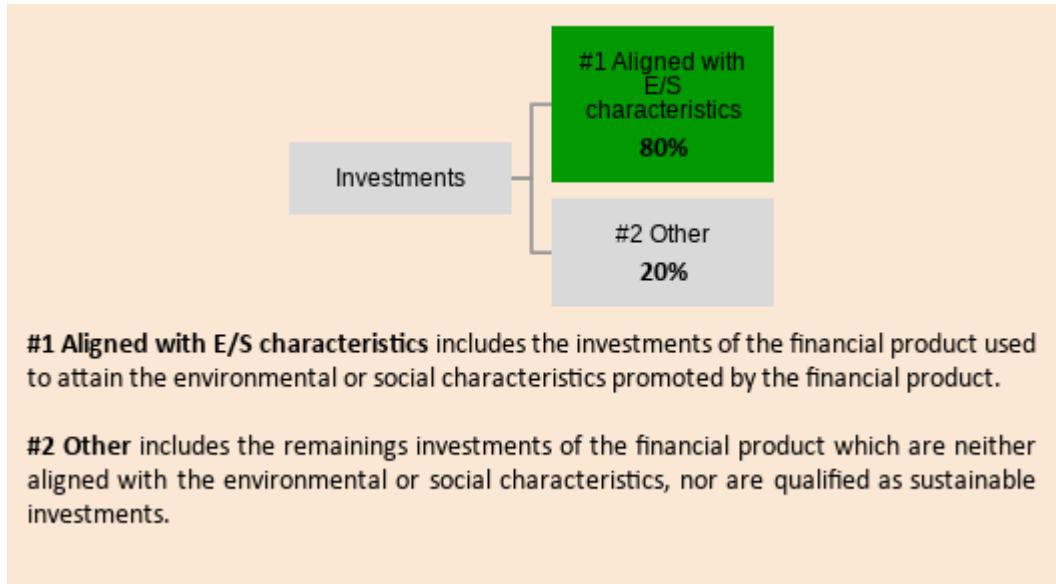 #1 Aligned with
E/S
characteristics
80%
Investments
#2 Other
20%
#1 Aligned with E/S characteristics includes the investments of the financial product used
to attain the environmental or social characteristics promoted by the financial product.
#2 Other includes the remainings investments of the financial product which are neither
aligned with the environmental or social characteristics, nor are qualified as sustainable
investments.